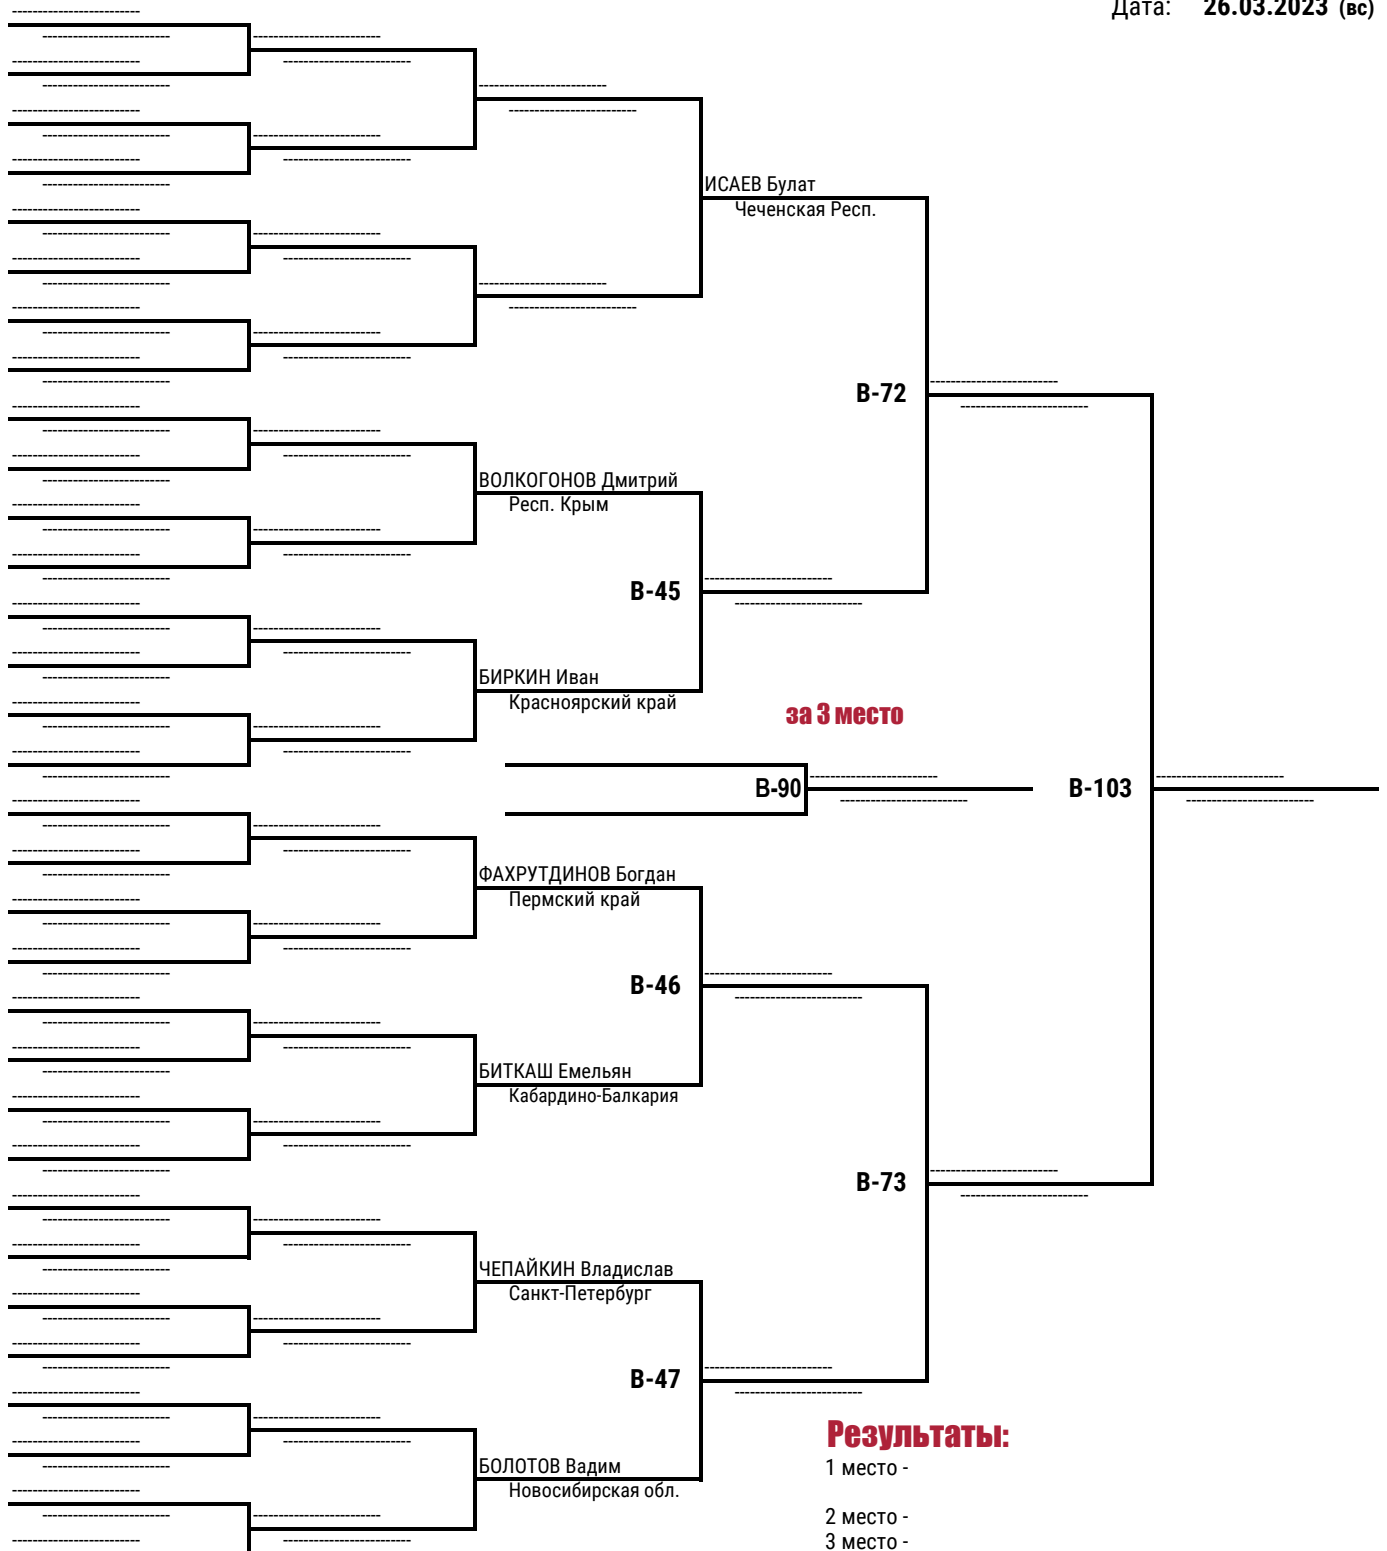 Дата: 26.03.2023 (вс)
ИСАЕВ Булат
Чеченская Респ.
B-72
ВОЛКОГОНОВ Дмитрий
Респ. Крым
B-45
БИРКИН Иван
Красноярский край
за 3 место
B-90
B-103
ФАХРУТДИНОВ Богдан
Пермский край
B-46
БИТКАШ Емельян
Кабардино-Балкария
B-73
ЧЕПАЙКИН Владислав
Санкт-Петербург
B-47
Результаты:
БОЛОТОВ Вадим
Новосибирская обл.
1 место -
2 место -
3 место -